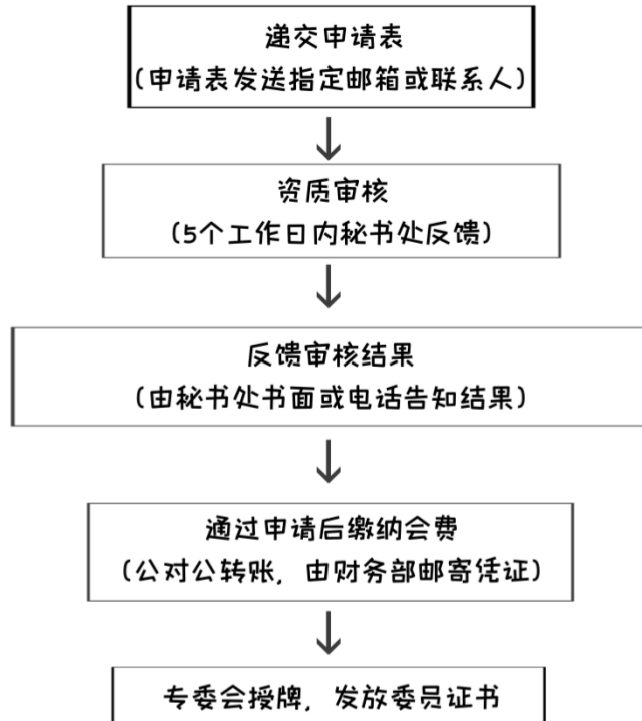 递交申请表
(申请表发送指定邮箱或联系人)
资质审核
(5个工作日内秘书处反馈)
反馈审核结果
(由秘书处书面或电话告知结果)
通过申请后缴纳会费
(公对公转账，由财务部邮寄凭证)
专委会授牌，发放委员证书